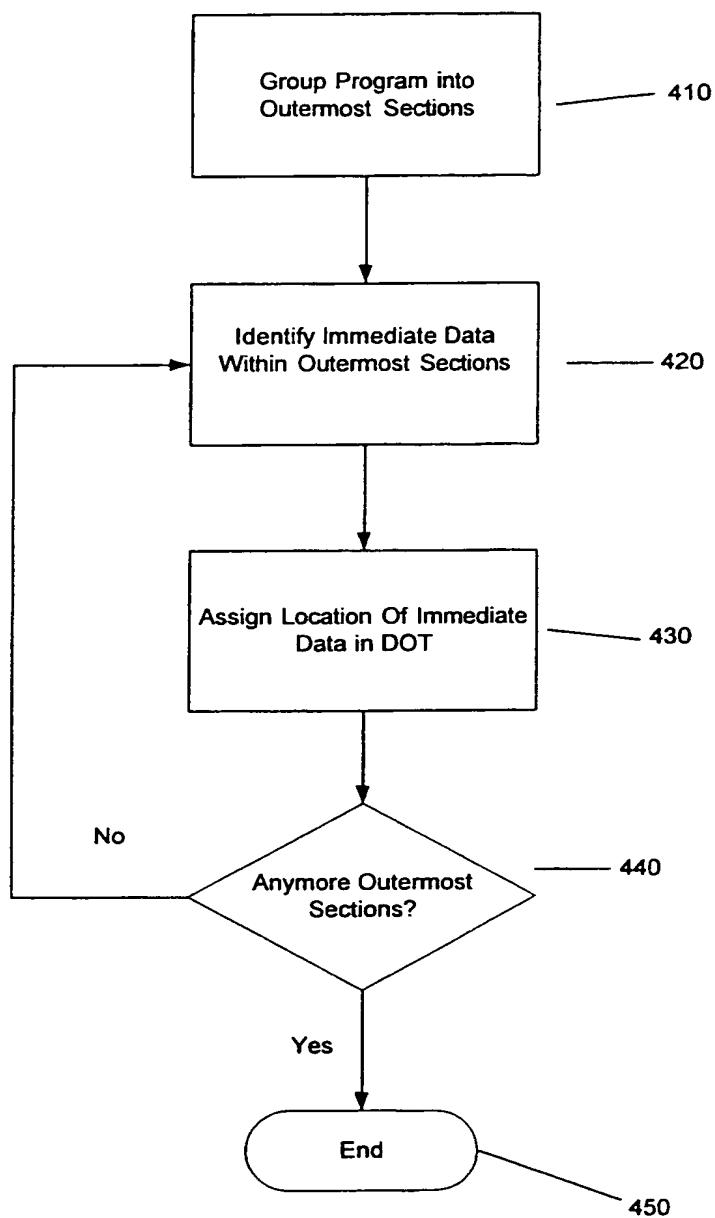 Group Program into
Outermost Sections
410
Identify Immediate Data
Within Outermost Sections
420
Assign Location Of Immediate
Data in DOT
430
No
Anymore Outermost
Sections?
440
Yes
End
450